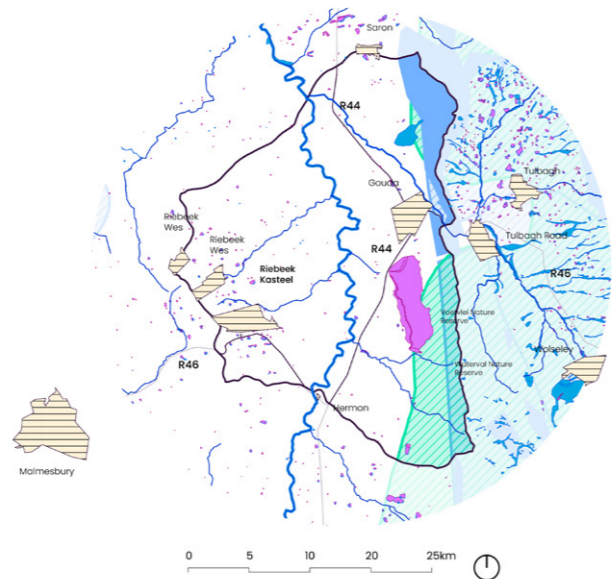 Saron
R44
Gouda
Tulbagh
Riebeek
Wes
Riebeek
Wes
Tulbagh Road
R44
Riebeek
Kasteel
R46
Nature
Reserve
Waterval Nature
Reserve
Wolseley
R46
Hermon
Malmesbury
0 5 10 20 25km